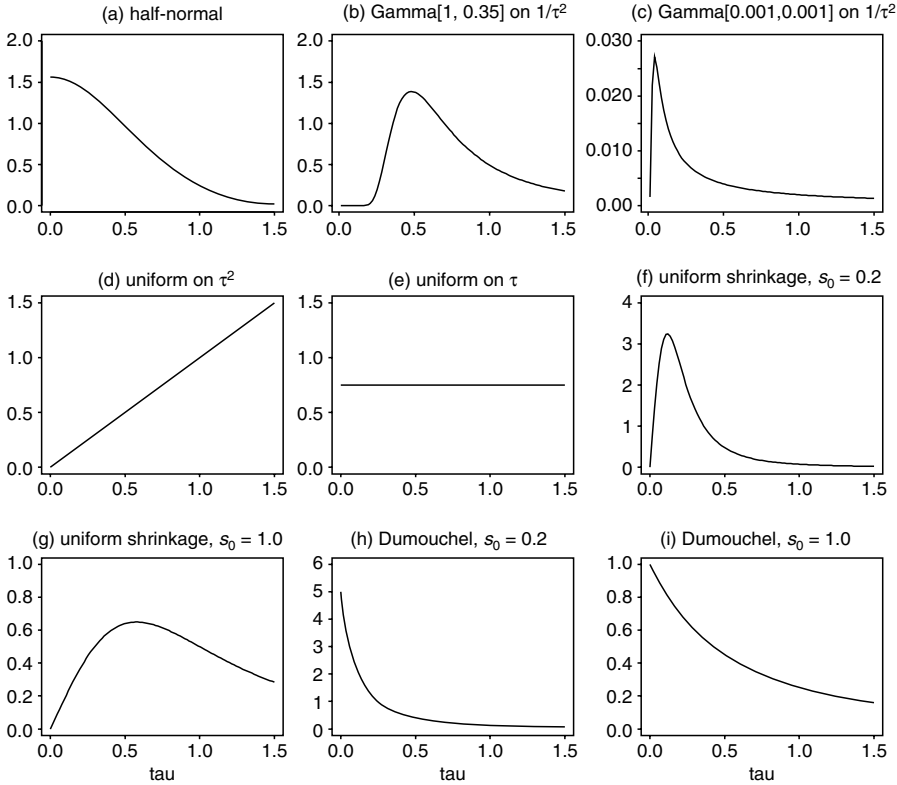 (a) half-normal
(b) Gamma[1, 0.35] on 1/τ²
(c) Gamma[0.001,0.001] on 1/τ²
2.0
1.5
1.0
0.5
0.0
0.0 0.5 1.0 1.5
2.0
1.5
1.0
0.5
0.0
0.0 0.5 1.0 1.5
0.030
0.010
0.00
0.0 0.5 1.0 1.5
(d) uniform on τ²
(e) uniform on τ
(f) uniform shrinkage, s₀ = 0.2
1.5
1.0
0.5
0.0
0.0 0.5 1.0 1.5
1.5
1.0
0.5
0.0
0.0 0.5 1.0 1.5
4
3
2
1
0
0.0 0.5 1.0 1.5
(g) uniform shrinkage, s₀ = 1.0
(h) Dumouchel, s₀ = 0.2
(i) Dumouchel, s₀ = 1.0
1.0
0.8
0.6
0.4
0.2
0.0
0.0 0.5 1.0 1.5
tau
6
5
4
3
2
1
0
0.0 0.5 1.0 1.5
tau
1.0
0.8
0.6
0.4
0.2
0.0
0.0 0.5 1.0 1.5
tau